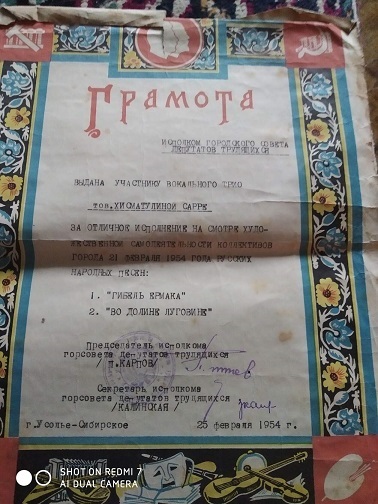 Грамота
ИСПОЛКОМ ГОРОДСКОГО СОВЕТА
ДЕПУТАТОВ ТРУДЯЩИХСЯ
ВЫДАНА УЧАСТНИКУ ВОКАЛЬНОГО ТРИО
тов.ХИСМАТУЛИНОЙ САРРЕ
ЗА ОТЛИЧНОЕ ИСПОЛНЕНИЕ НА СМОТРЕ ХУДО-
ЖЕСТВЕННОЙ САМОДЕЯТЕЛЬНОСТИ КОЛЛЕКТИВОВ
ГОРОДА 21 ФЕВРАЛЯ 1954 ГОДА РУССКИХ
НАРОДНЫХ ПЕСЕН:
1. "ГИБЕЛЬ ЕРМАКА"
2. "ВО ДОЛИНЕ ЛУГОВИНЕ"
Председатель исполкома
горсовета депутатов трудящихся
/П.КАРПОВ/
Секретарь исполкома
горсовета депутатов трудящихся
/КАЛИНСКАЯ/
г.Усолье-Сибирское 25 февраля 1954 г.
SHOT ON REDMI 7
AI DUAL CAMERA